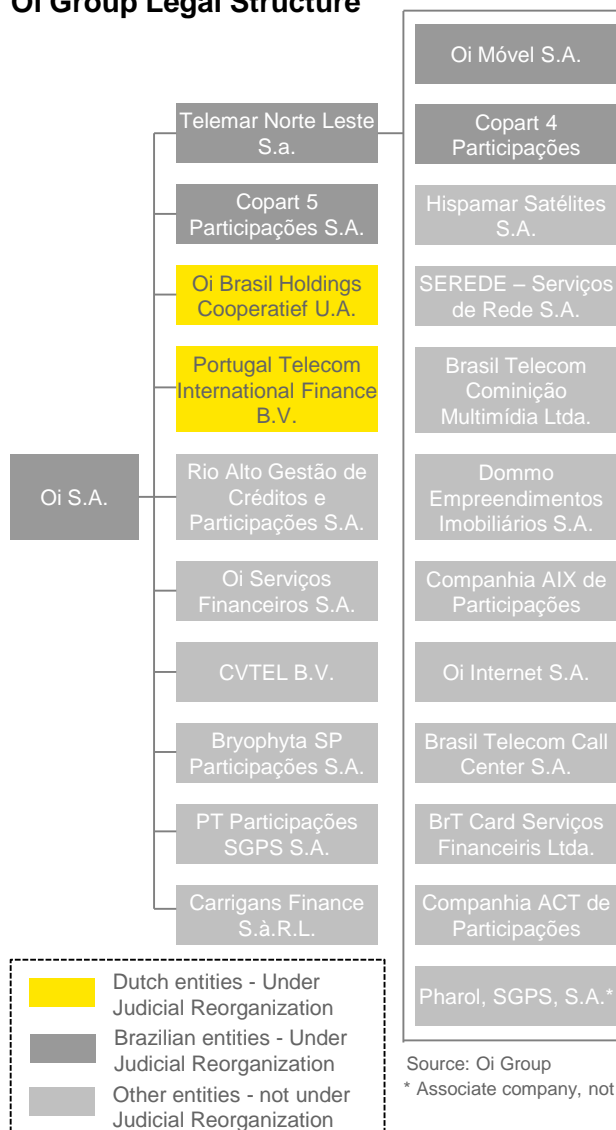 Oi Group Legal Structure
Oi S.A.
Telemar Norte Leste
S.a.
Copart 5
Participações S.A.
Oi Brasil Holdings
Cooperatief U.A.
Portugal Telecom
International Finance
B.V.
Rio Alto Gestão de
Créditos e
Participações S.A.
Oi Serviços
Financeiros S.A.
CVTEL B.V.
Bryophyta SP
Participações S.A.
PT Participações
SGPS S.A.
Carrigans Finance
S.à.R.L.
Oi Móvel S.A.
Copart 4
Participações
Hispamar Satélites
S.A.
SEREDE – Serviços
de Rede S.A.
Brasil Telecom
Cominição
Multimídia Ltda.
Dommo
Empreendimentos
Imobiliários S.A.
Companhia AIX de
Participações
Oi Internet S.A.
Brasil Telecom Call
Center S.A.
BrT Card Serviços
Financeiris Ltda.
Companhia ACT de
Participações
Pharol, SGPS, S.A.*
Dutch entities - Under
Judicial Reorganization
Brazilian entities - Under
Judicial Reorganization
Other entities - not under
Judicial Reorganization
Source: Oi Group
* Associate company, not